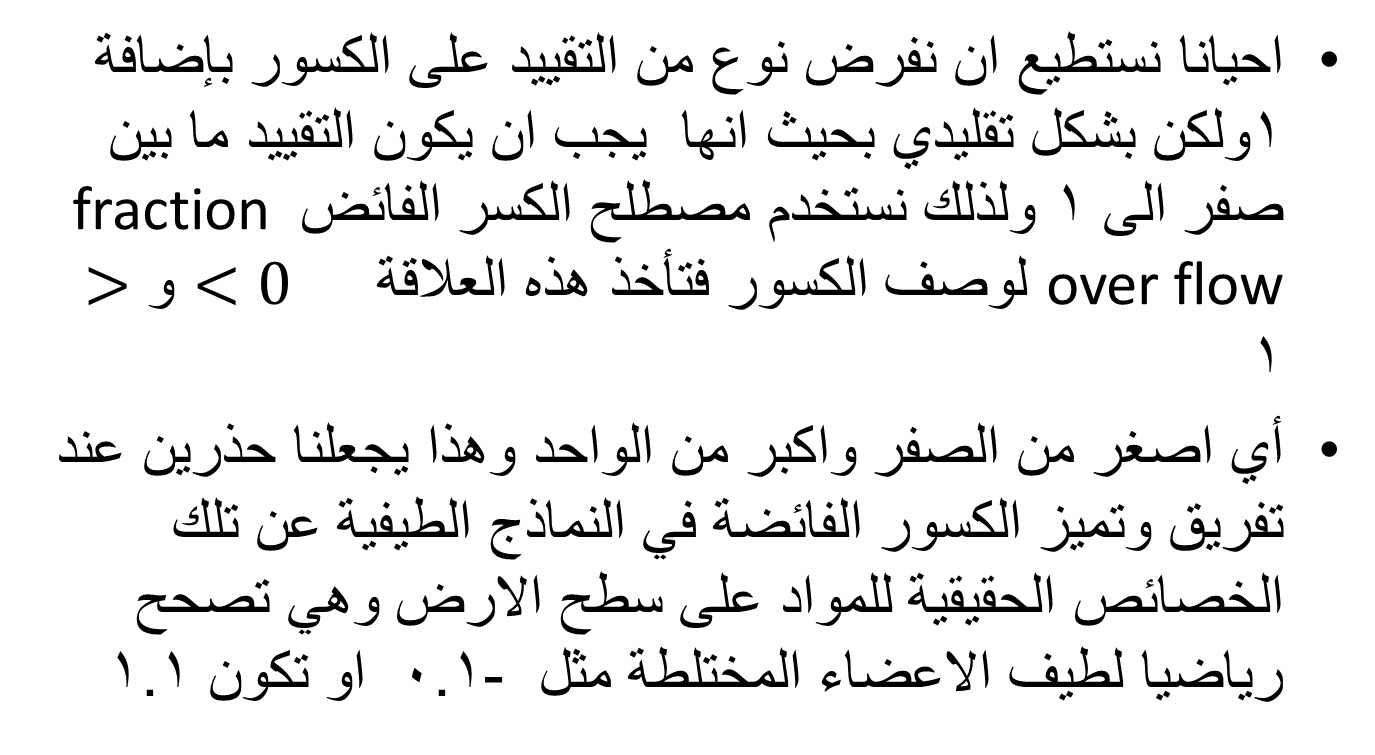 • احيانا نستطيع ان نفرض نوع من التقييد على الكسور بإضافة
١ولكن بشكل تقليدي بحيث انها يجب ان يكون التقييد ما بين
صفر الى ١ ولذلك نستخدم مصطلح الكسر الفائض fraction
over flow لوصف الكسور فتأخذ هذه العلاقة 0 > و <
١
• أي اصغر من الصفر واكبر من الواحد وهذا يجعلنا حذرين عند
تفريق وتميز الكسور الفائضة في النماذج الطيفية عن تلك
الخصائص الحقيقية للمواد على سطح الارض وهي تصحح
رياضيا لطيف الاعضاء المختلطة مثل -٠.١ او تكون ١.١